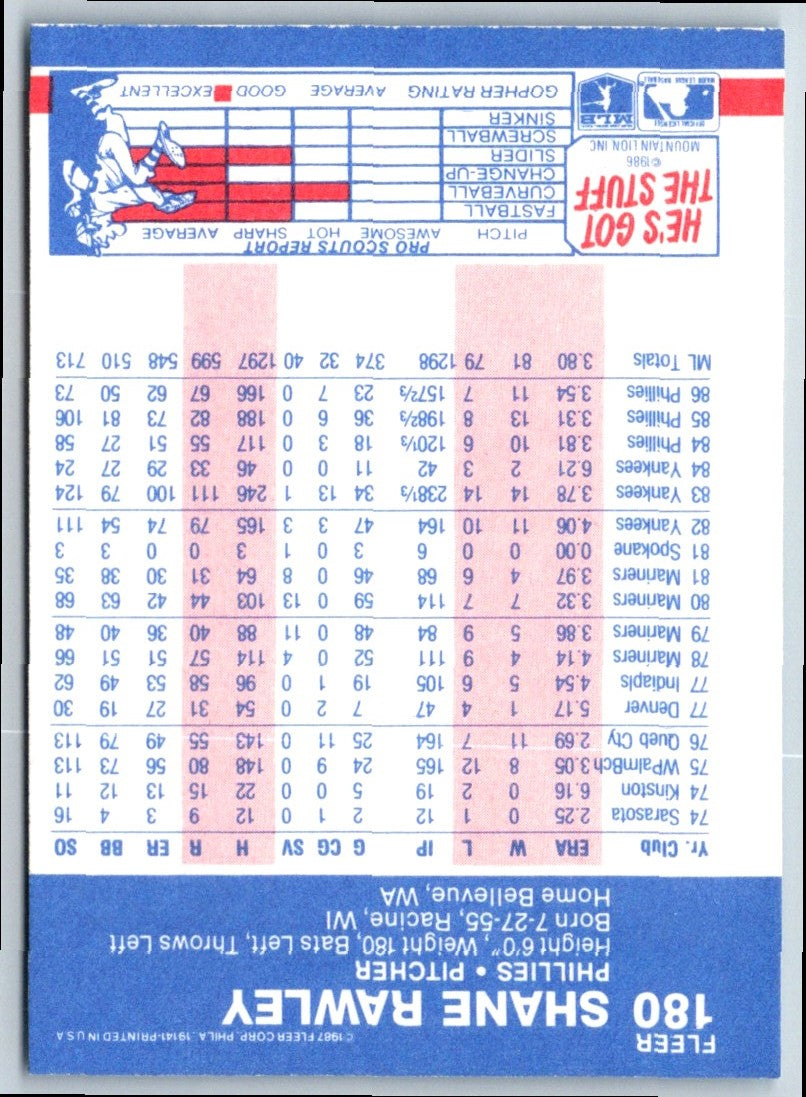 FLEER
180 SHANE RAWLEY
©1987 FLEER CORP. PHILA. 19141-PRINTED IN U S A
PHILLIES • PITCHER
Height 6'0", Weight 180, Bats Left, Throws Left
Born 7-27-55, Racine, WI
Home Bellevue, WA
Yr. Club ERA W L IP G CG SV H R ER BB SO
74 Sarasota 2.25 0 1 12 2 1 0 12 9 3 4 16
74 Kinston 6.16 0 2 19 5 0 0 22 15 13 12 11
75 WPalmBch 3.05 8 12 165 24 9 0 148 80 56 73 113
76 Queb Cty 2.69 11 7 164 25 11 0 143 55 49 79 113
77 Denver 5.17 1 4 47 7 2 0 54 31 27 19 30
77 Indiapls 4.54 5 6 105 19 1 0 96 58 53 49 62
78 Mariners 4.14 4 9 111 52 0 4 114 57 51 51 66
79 Mariners 3.86 5 9 84 48 0 11 88 40 36 40 48
80 Mariners 3.32 7 7 114 59 0 13 103 44 42 63 68
81 Mariners 3.97 4 6 68 46 0 8 64 31 30 38 35
81 Spokane 0.00 0 0 6 3 0 1 3 0 0 3 3
82 Yankees 4.06 11 10 164 47 3 3 165 79 74 54 111
83 Yankees 3.78 14 14 238⅓ 34 13 1 246 111 100 79 124
84 Yankees 6.21 2 3 42 11 0 0 46 33 29 27 24
84 Phillies 3.81 10 6 120⅓ 18 3 0 117 55 51 27 58
85 Phillies 3.31 13 8 198⅔ 36 6 0 188 82 73 81 106
86 Phillies 3.54 11 7 157⅔ 23 7 0 166 67 62 50 73
ML Totals 3.80 81 79 1298 374 32 40 1297 599 548 510 713
HE'S GOT
THE STUFF
©1986
MOUNTAIN LION INC
OFFICIAL LICENSEE
MAJOR LEAGUE BASEBALL
MLB
PRO SCOUTS REPORT
PITCH AWESOME HOT SHARP AVERAGE
FASTBALL
CURVEBALL
CHANGE-UP
SLIDER
SCREWBALL
SINKER
GOPHER RATING AVERAGE GOOD EXCELLENT